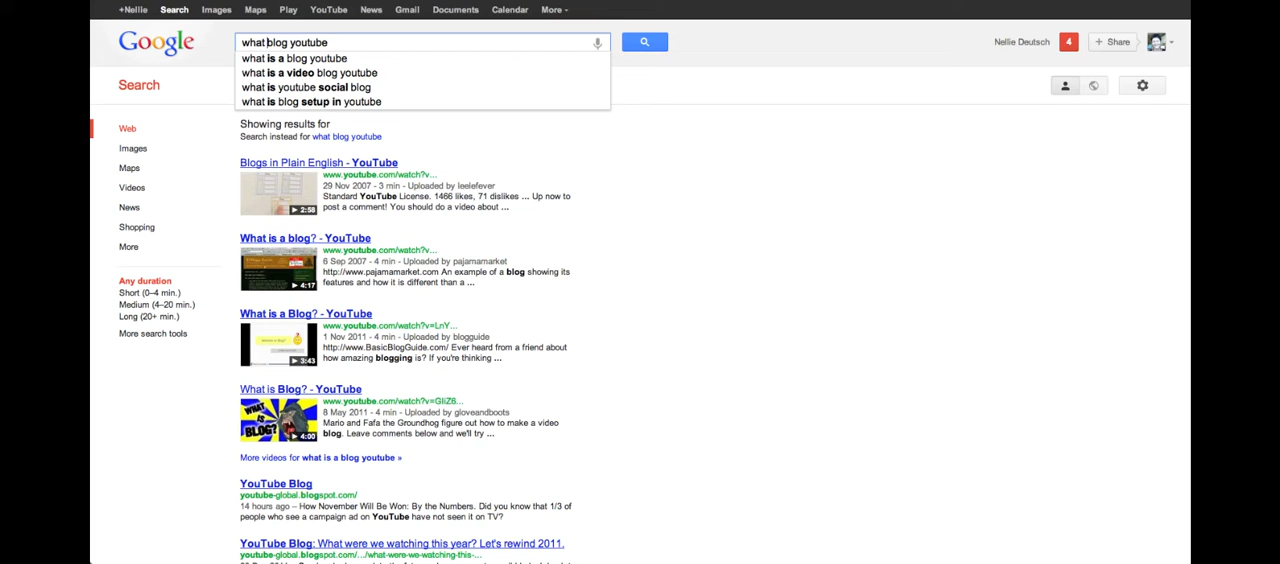 +Nellie Search Images Maps Play YouTube News Gmail Documents Calendar More
Google what blog youtube Nellie Deutsch 4 + Share
what is a blog youtube
what is a video blog youtube
what is youtube social blog
what is blog setup in youtube
Search
Web
Images
Maps
Videos
News
Shopping
More
Any duration
Short (0–4 min.)
Medium (4–20 min.)
Long (20+ min.)
More search tools
Showing results for
Search instead for what blog youtube
Blogs in Plain English - YouTube
www.youtube.com/watch?v...
29 Nov 2007 - 3 min - Uploaded by leelefever
Standard YouTube License. 1466 likes, 71 dislikes ... Up now to
post a comment! You should do a video about ...
2:58
What is a blog? - YouTube
www.youtube.com/watch?v...
6 Sep 2007 - 4 min - Uploaded by pajamamarket
http://www.pajamamarket.com An example of a blog showing its
features and how it is different than a ...
4:17
What is a Blog? - YouTube
www.youtube.com/watch?v=LnY...
1 Nov 2011 - 4 min - Uploaded by blogguide
http://www.BasicBlogGuide.com/ Ever heard from a friend about
how amazing blogging is? If you're thinking ...
3:43
What is Blog? - YouTube
www.youtube.com/watch?v=GIiZ6...
8 May 2011 - 4 min - Uploaded by gloveandboots
Mario and Fafa the Groundhog figure out how to make a video
blog. Leave comments below and we'll try ...
WHAT IS BLOG?
4:00
More videos for what is a blog youtube »
YouTube Blog
youtube-global.blogspot.com/
14 hours ago – How November Will Be Won: By the Numbers. Did you know that 1/3 of
people who see a campaign ad on YouTube have not seen it on TV?
YouTube Blog: What were we watching this year? Let's rewind 2011.
youtube-global.blogspot.com/.../what-were-we-watching-this-...